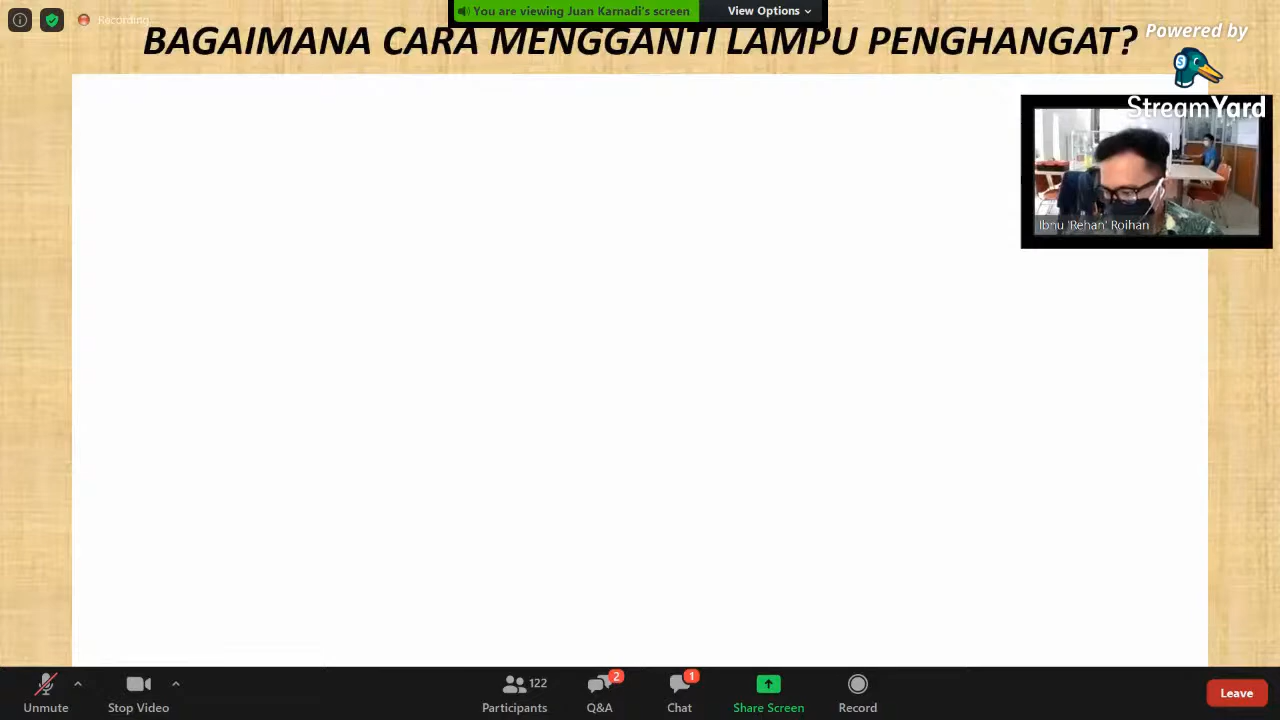 You are viewing Juan Karnadi's screen
View Options
Recording...
BAGAIMANA CARA MENGGANTI LAMPU PENGHANGAT?
Powered by
S
StreamYard
Ibnu 'Rehan' Roihan
Unmute
Stop Video
122
Participants
2
Q&A
1
Chat
Share Screen
Record
Leave